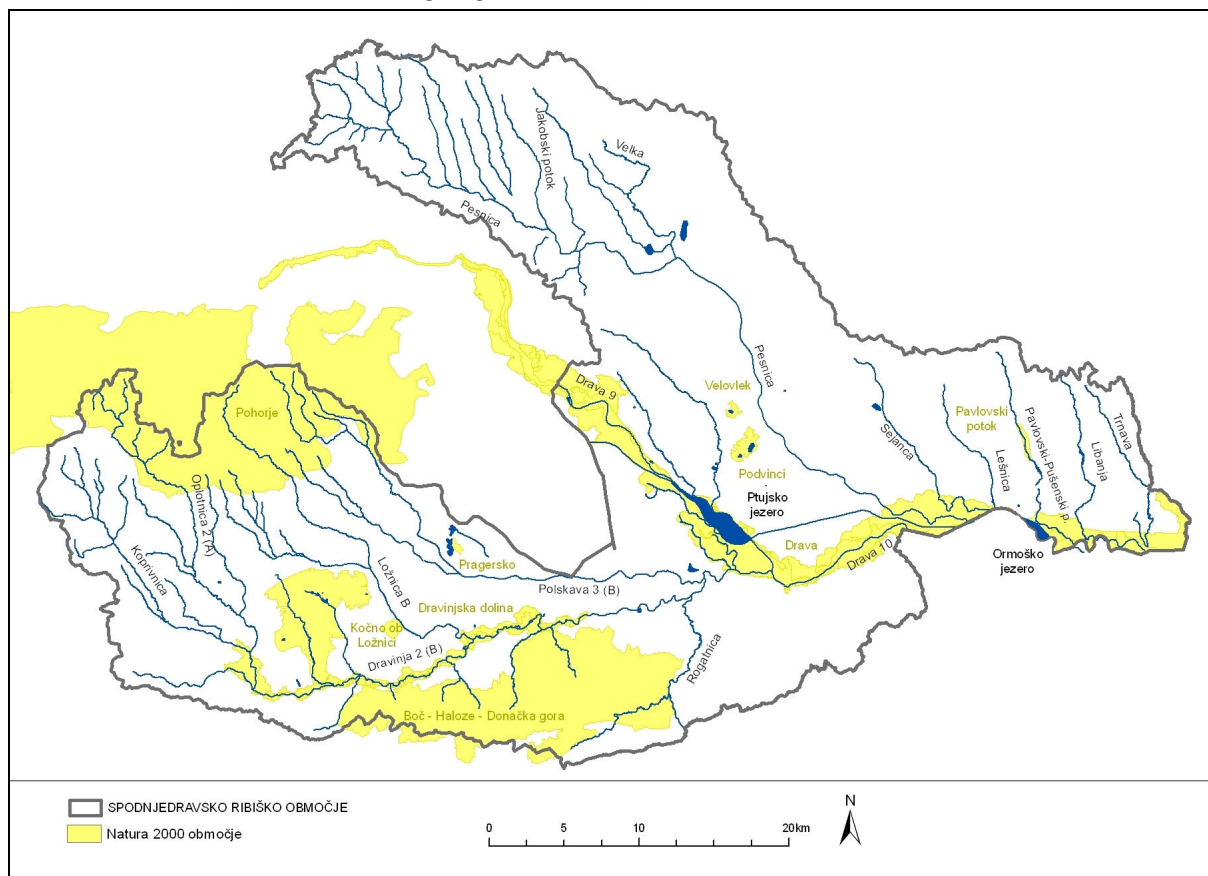 Jakobski potok
Velka
Pesnica
Pesnica
Drava 9
Velovlek
Pohorje
Pavlovski
potok
Sejanca
Lešnica
Pavlovski-Pušenski p.
Libanja
Trnava
Podvinci
Ptujsko
jezero
Oplotnica 2 (A)
Koprivnica
Ložnica B
Pragersko
Drava
Drava 10
Ormoško
jezero
Polskava 3 (B)
Dravinjska dolina
Kočno ob
Ložnici
Dravinja 2 (B)
Rogatnica
Boč - Haloze - Donačka gora
SPODNJEDRAVSKO RIBIŠKO OBMOČJE
Natura 2000 območje
0 5 10 20km
N